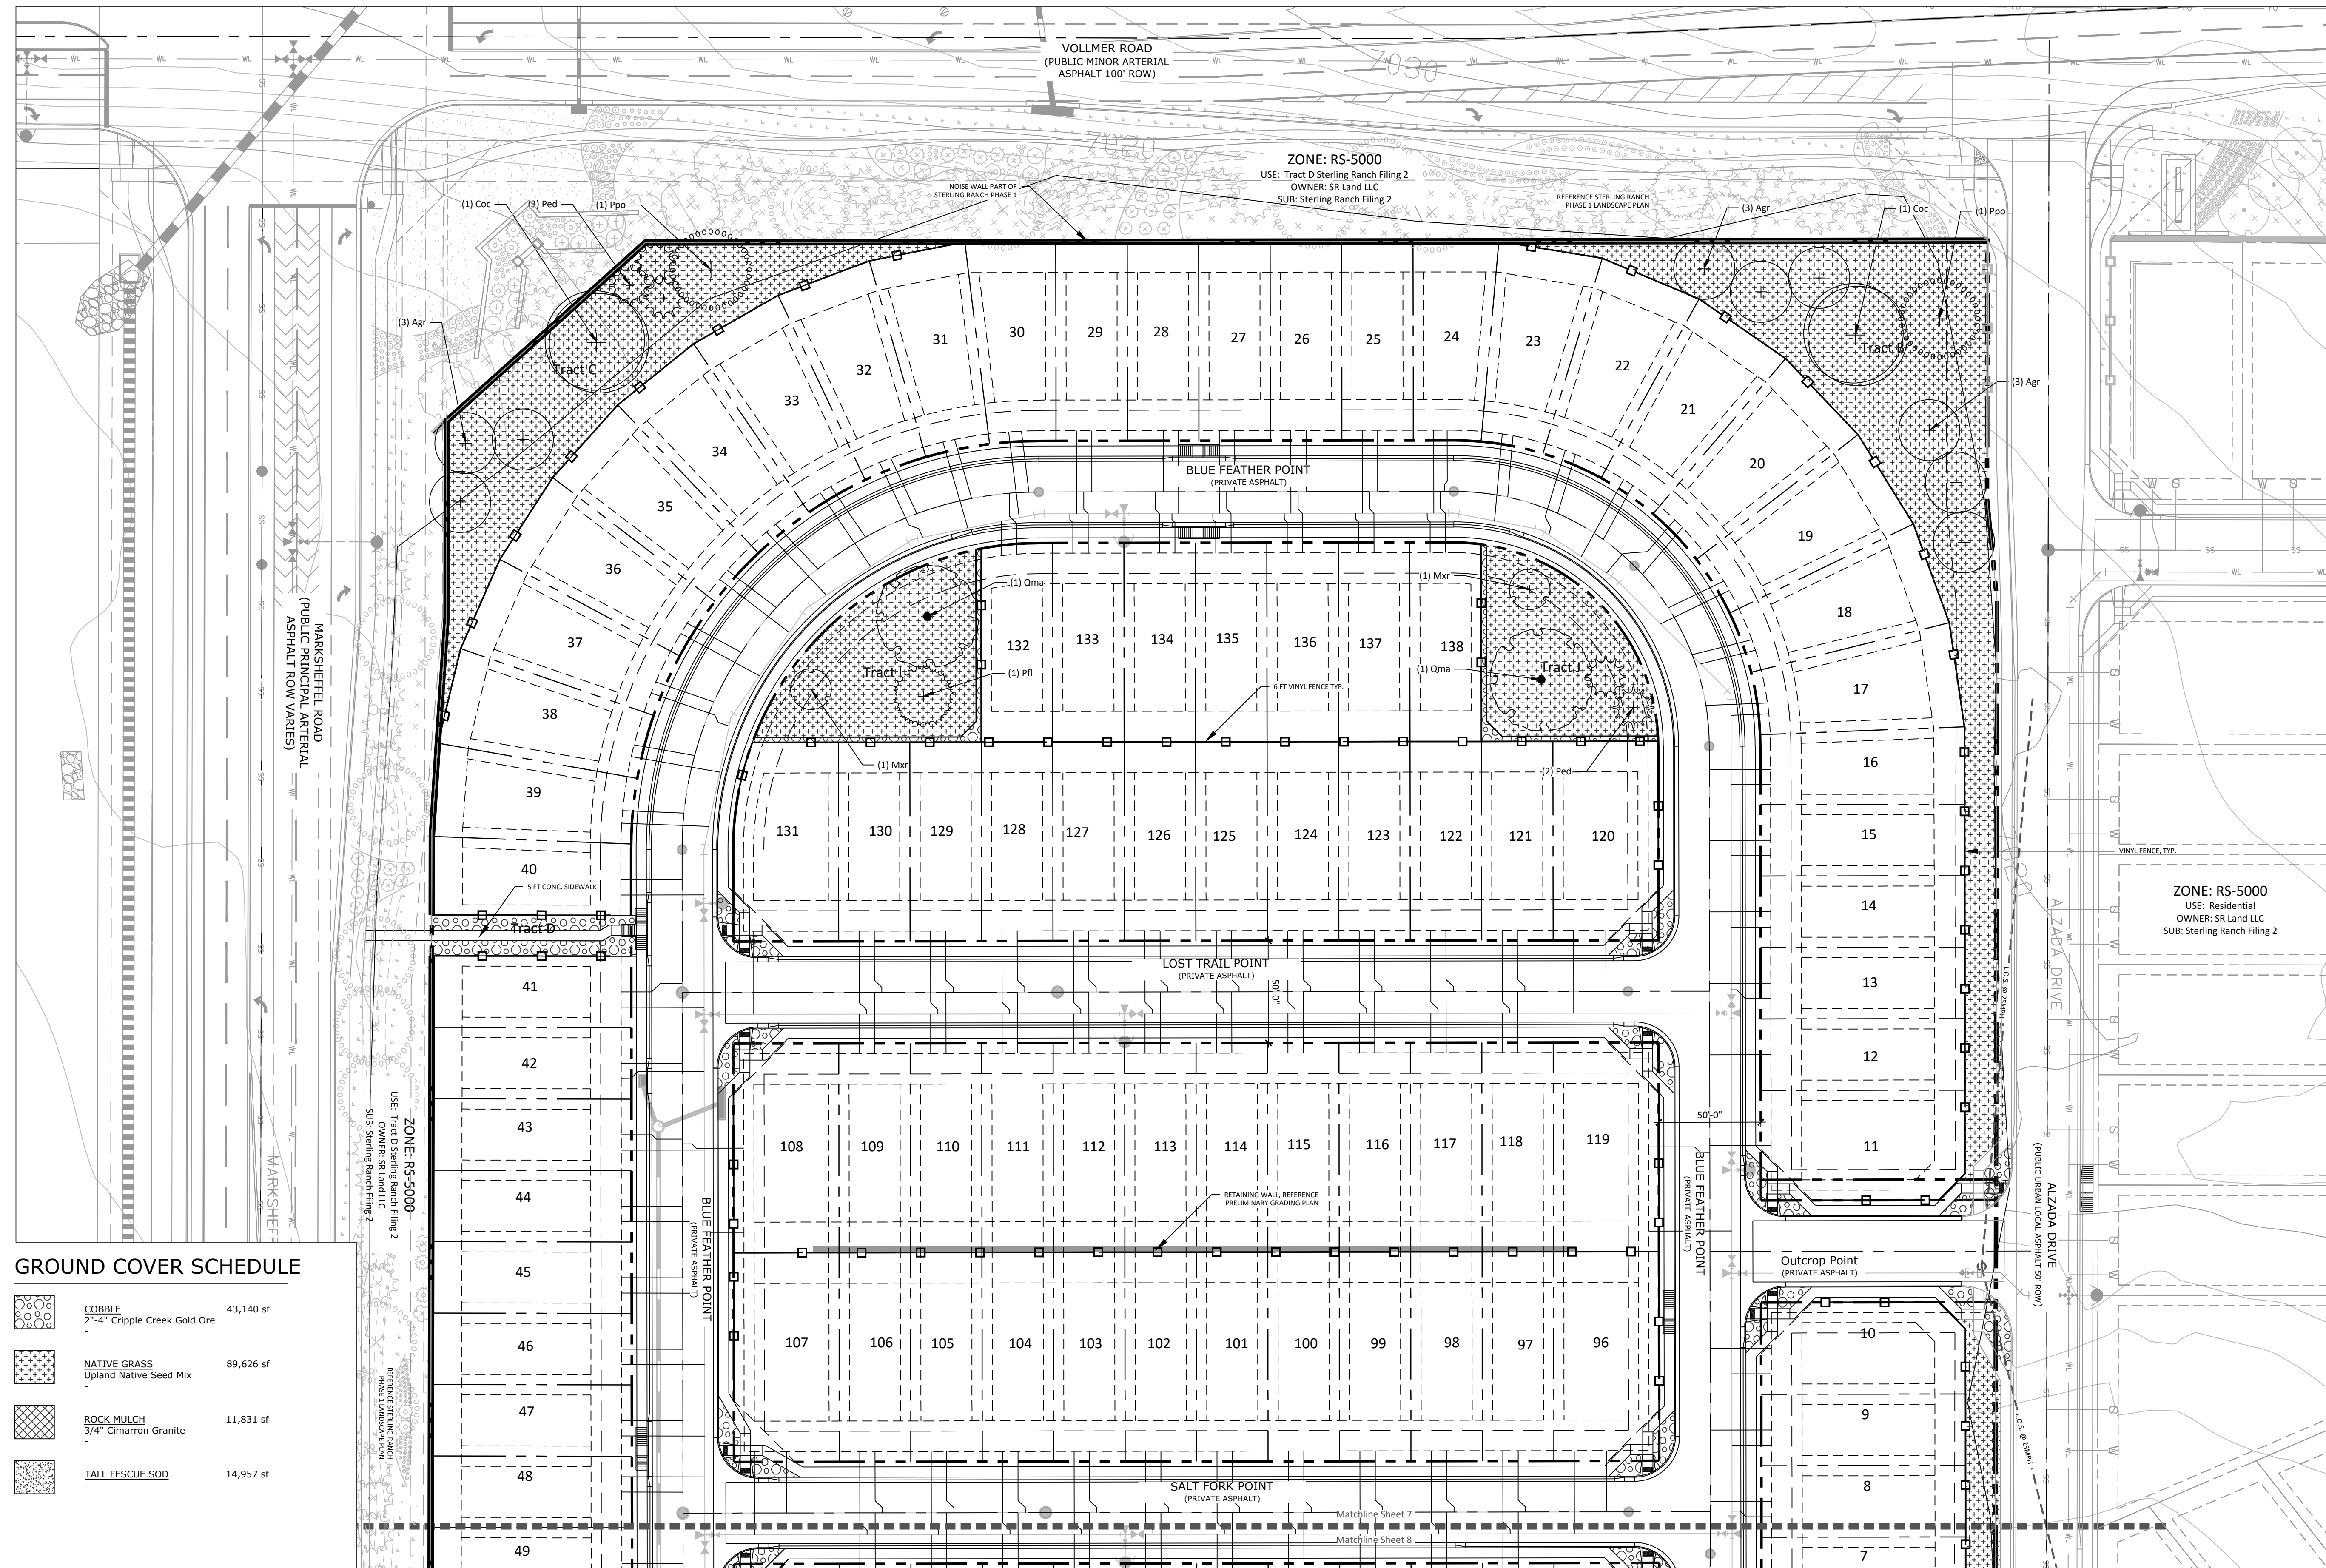 VOLLMER ROAD
(PUBLIC MINOR ARTERIAL
ASPHALT 100' ROW)
7030
7020
ZONE: RS-5000
USE: Tract D Sterling Ranch Filing 2
OWNER: SR Land LLC
SUB: Sterling Ranch Filing 2
NOISE WALL PART OF
STERLING RANCH PHASE 1
REFERENCE STERLING RANCH
PHASE 1 LANDSCAPE PLAN
(1) Coc
(3) Ped
(1) Ppo
(3) Agr
(1) Coc
(1) Ppo
(3) Agr
(3) Agr
Tract C
Tract B
31
30
29
28
27
26
25
24
23
32
22
33
21
34
20
35
19
36
18
37
17
38
16
39
15
40
14
BLUE FEATHER POINT
(PRIVATE ASPHALT)
(1) Qma
(1) Mxr
132
133
134
135
136
137
138
Tract I
(1) Pfl
(1) Qma
Tract J
6 FT VINYL FENCE TYP.
(1) Mxr
(2) Ped
131
130
129
128
127
126
125
124
123
122
121
120
MARKSHEFFEL ROAD
(PUBLIC PRINCIPAL ARTERIAL
ASPHALT ROW VARIES)
VINYL FENCE, TYP.
ZONE: RS-5000
USE: Residential
OWNER: SR Land LLC
SUB: Sterling Ranch Filing 2
5 FT CONC. SIDEWALK
Tract D
LOST TRAIL POINT
(PRIVATE ASPHALT)
50'-0"
ALZADA DRIVE
L.O.S. @ 25MPH
41
13
42
12
43
11
44
45
46
47
48
49
50'-0"
108
109
110
111
112
113
114
115
116
117
118
119
RETAINING WALL, REFERENCE
PRELIMINARY GRADING PLAN
BLUE FEATHER POINT
(PRIVATE ASPHALT)
BLUE FEATHER POINT
(PRIVATE ASPHALT)
ZONE: RS-5000
USE: Tract D Sterling Ranch Filing 2
OWNER: SR Land LLC
SUB: Sterling Ranch Filing 2
REFERENCE STERLING RANCH
PHASE 1 LANDSCAPE PLAN
ALZADA DRIVE
(PUBLIC URBAN LOCAL ASPHALT 50' ROW)
Outcrop Point
(PRIVATE ASPHALT)
107
106
105
104
103
102
101
100
99
98
97
96
10
9
8
7
L.O.S. @ 25MPH
SALT FORK POINT
(PRIVATE ASPHALT)
Matchline Sheet 7
Matchline Sheet 8
GROUND COVER SCHEDULE
COBBLE 43,140 sf
2"-4" Cripple Creek Gold Ore
-
NATIVE GRASS 89,626 sf
Upland Native Seed Mix
-
ROCK MULCH 11,831 sf
3/4" Cimarron Granite
-
TALL FESCUE SOD 14,957 sf
-